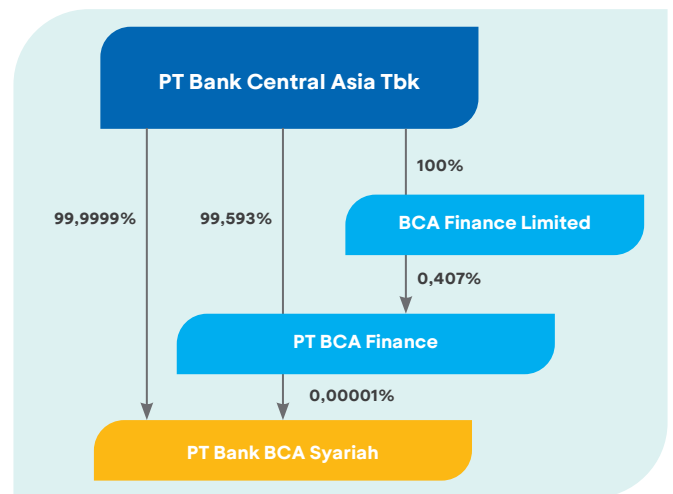 PT Bank Central Asia Tbk
100%
99,9999%
99,593%
BCA Finance Limited
0,407%
PT BCA Finance
0,00001%
PT Bank BCA Syariah